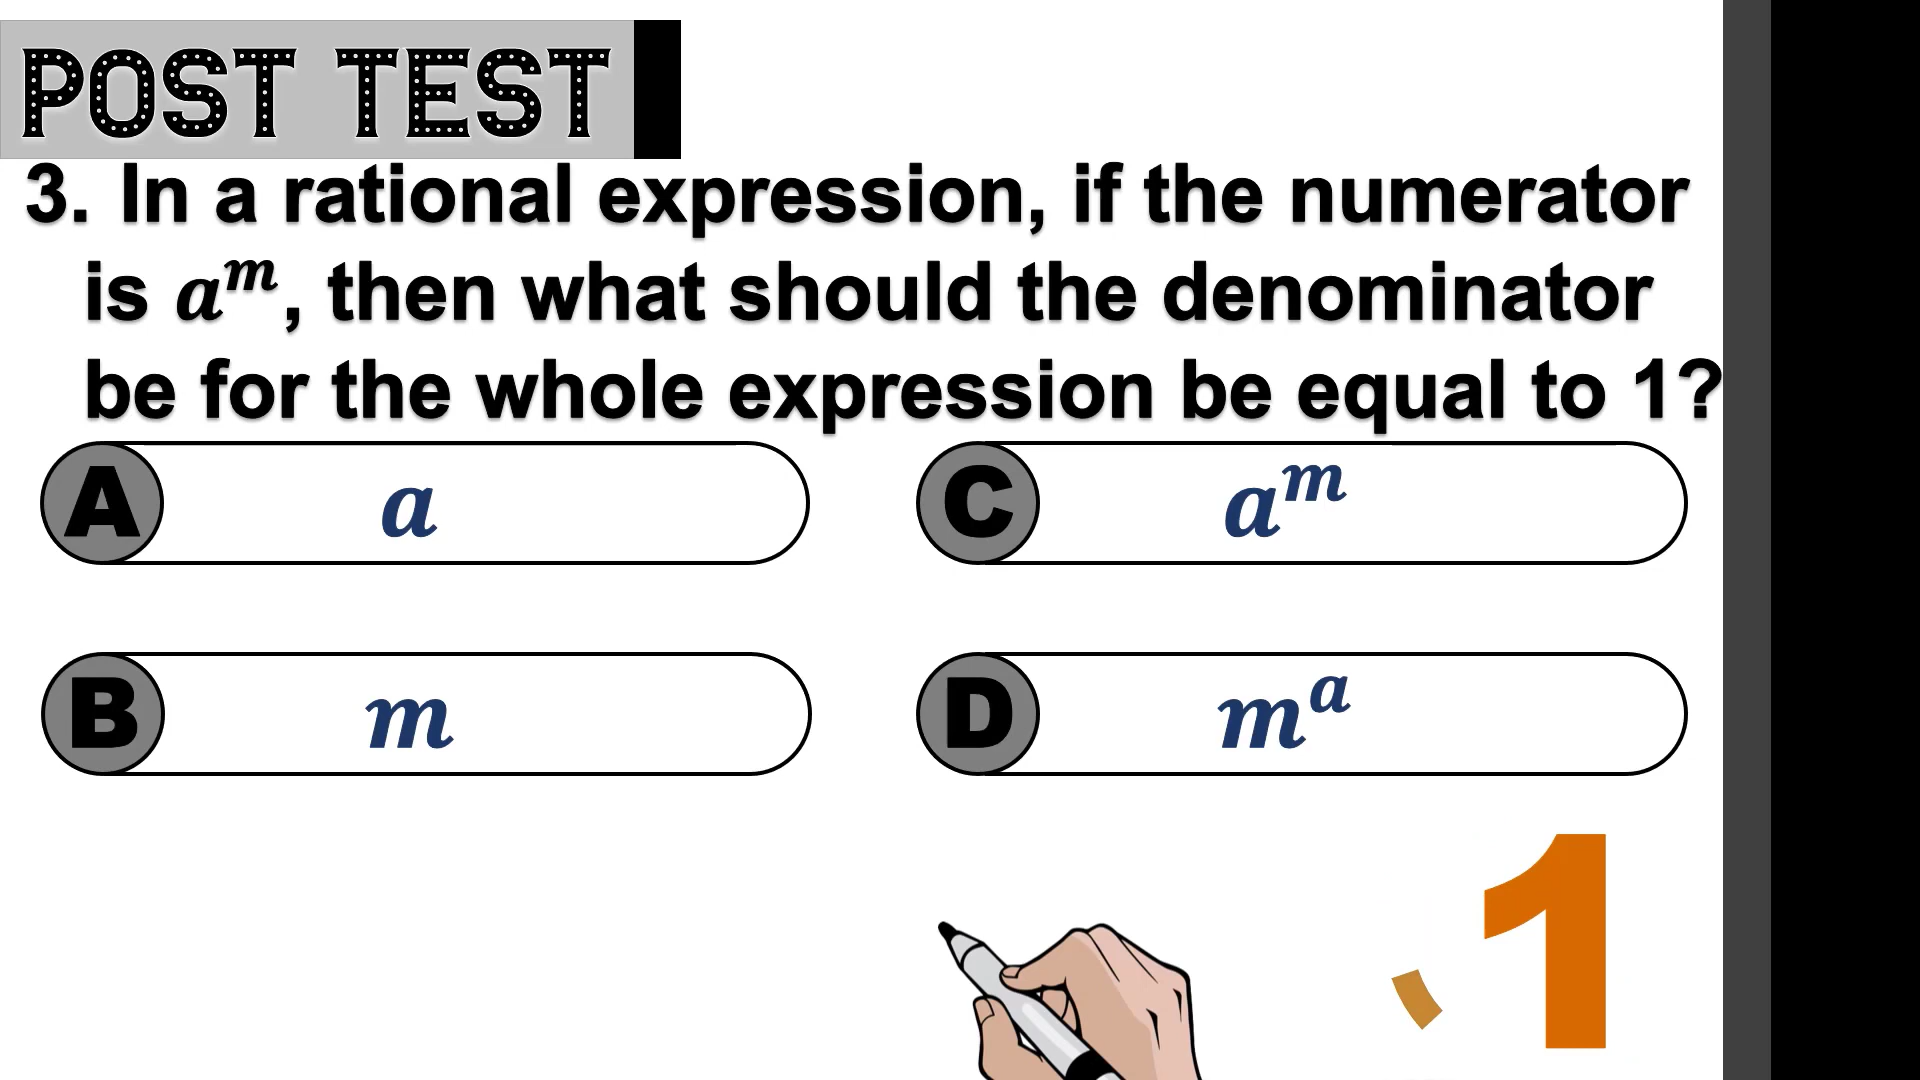 POST TEST
3. In a rational expression, if the numerator
is a^m, then what should the denominator
be for the whole expression be equal to 1?
A a
C a^m
B m
D m^a
1